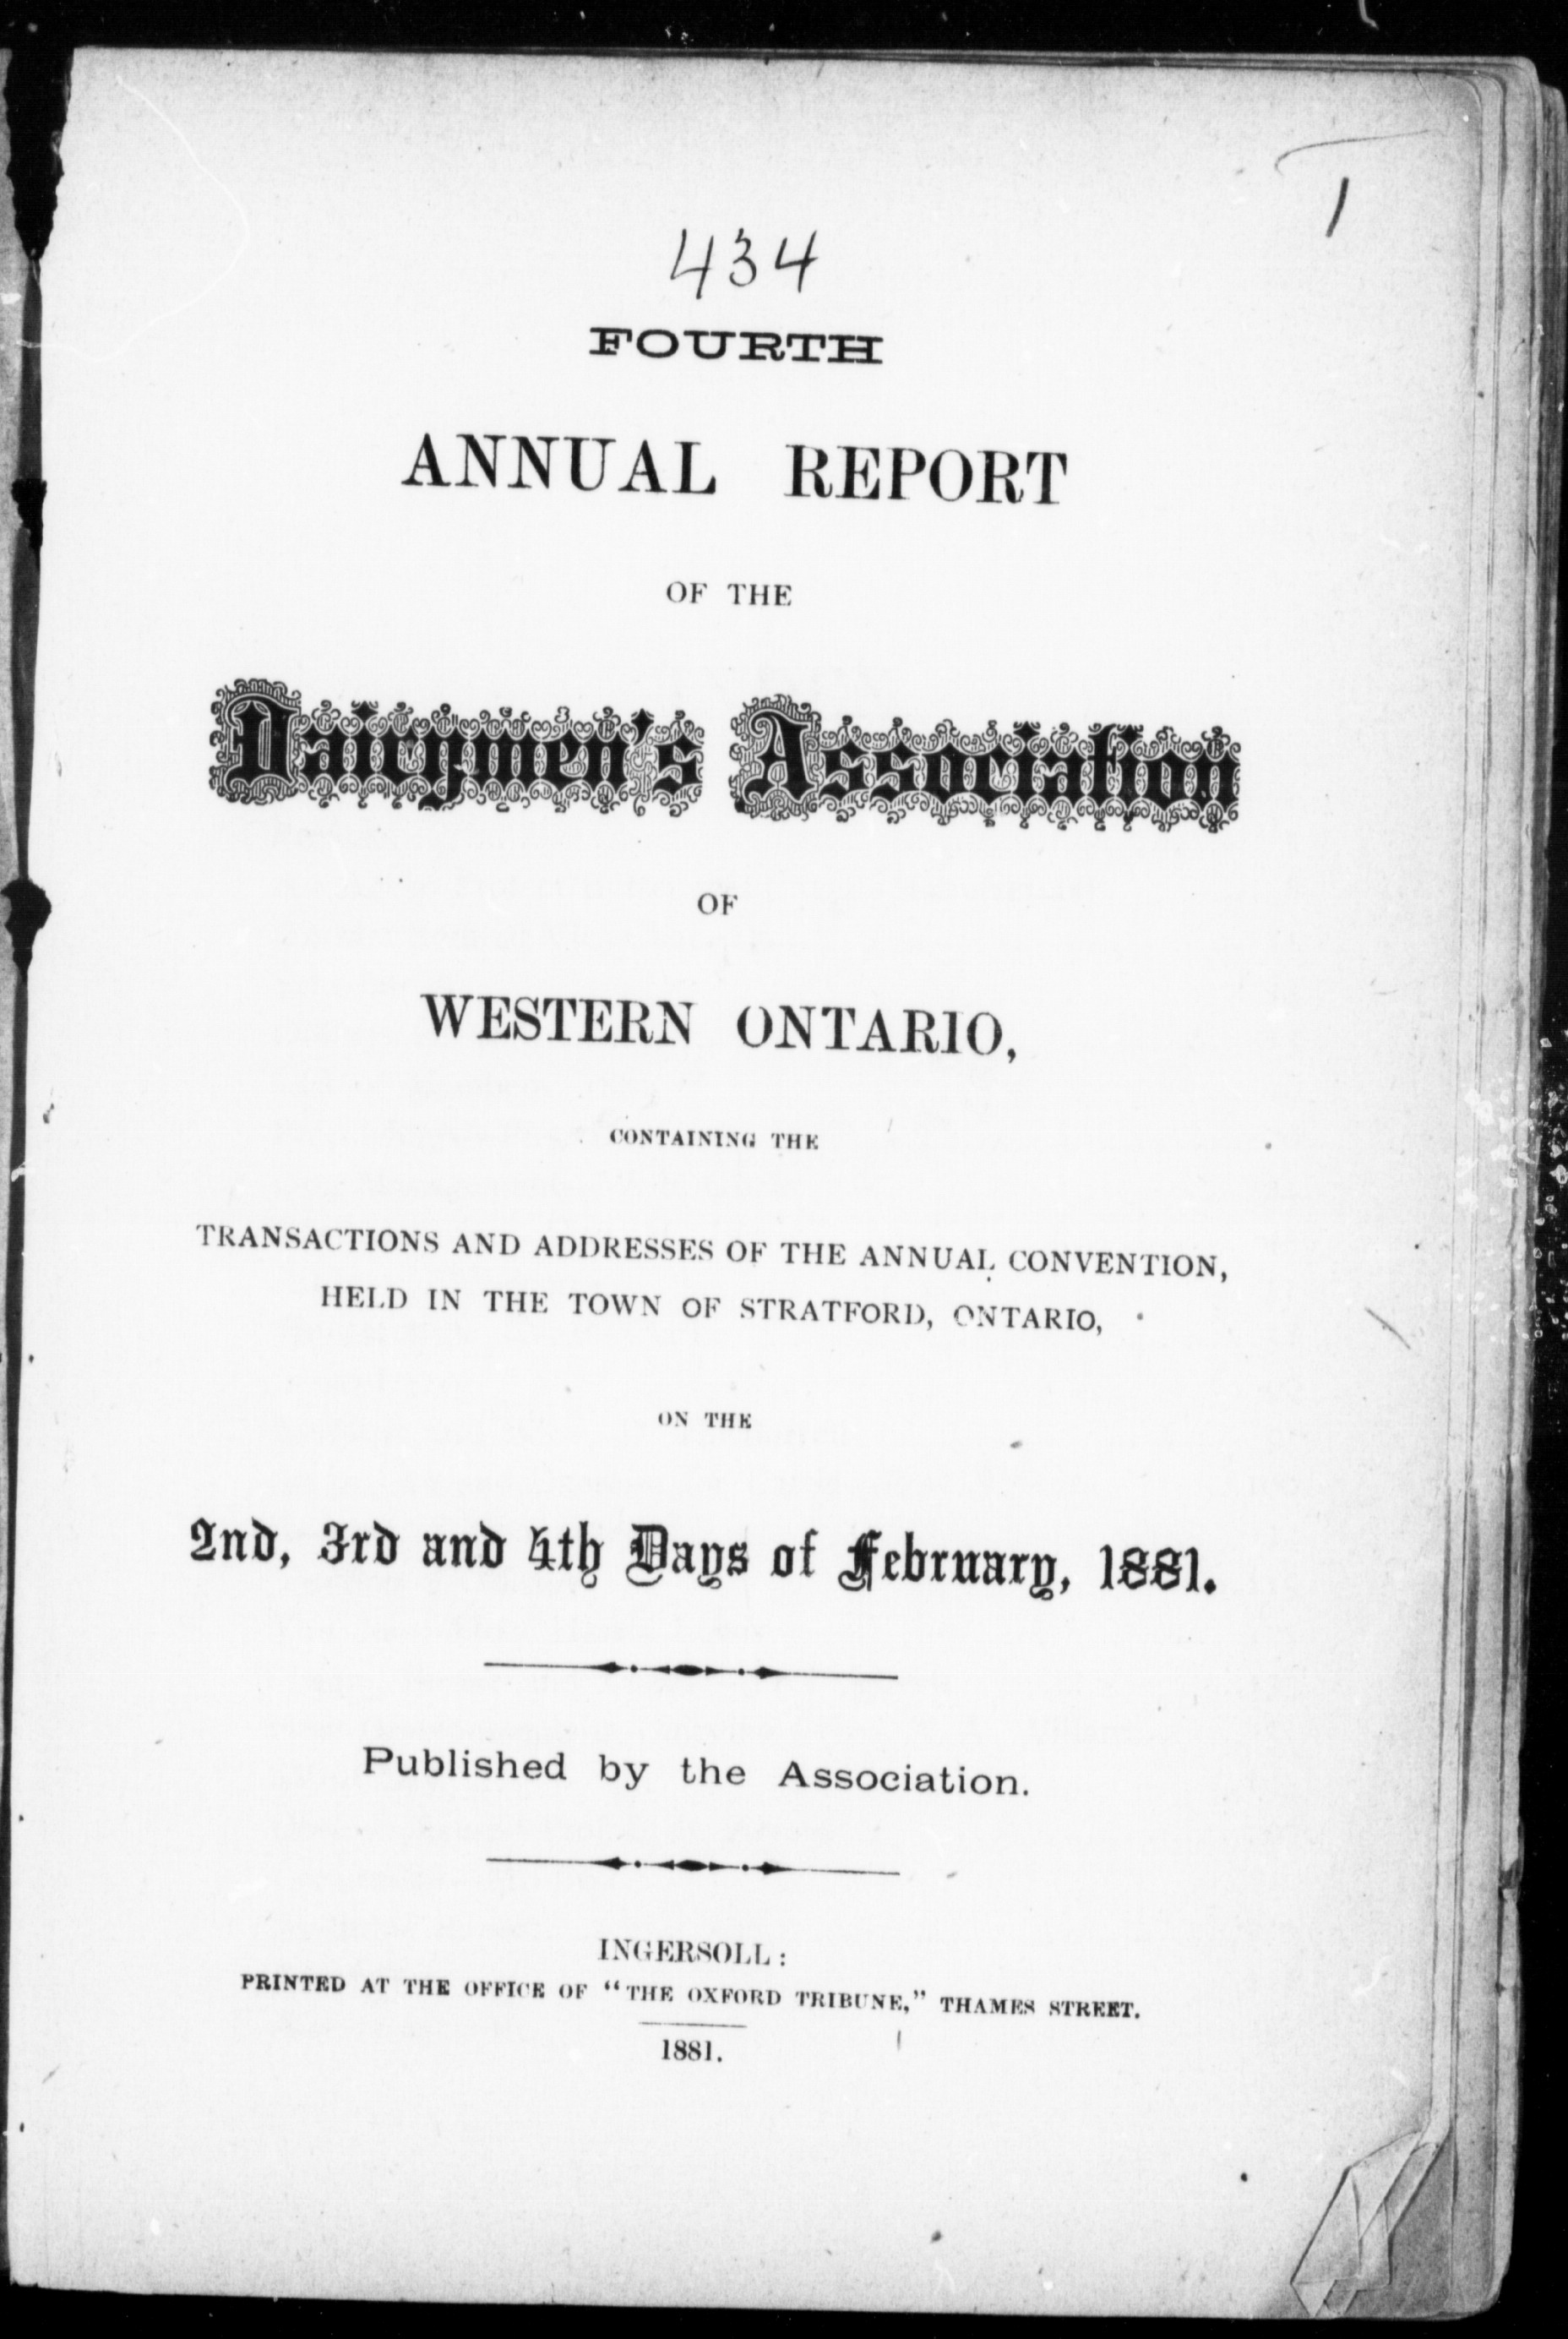 1
434
FOURTH
ANNUAL REPORT
OF THE
Dairymen's Association
OF
WESTERN ONTARIO,
CONTAINING THE
TRANSACTIONS AND ADDRESSES OF THE ANNUAL CONVENTION,
HELD IN THE TOWN OF STRATFORD, ONTARIO,
ON THE
2nd, 3rd and 4th Days of February, 1881.
Published by the Association.
INGERSOLL:
PRINTED AT THE OFFICE OF "THE OXFORD TRIBUNE," THAMES STREET.
1881.